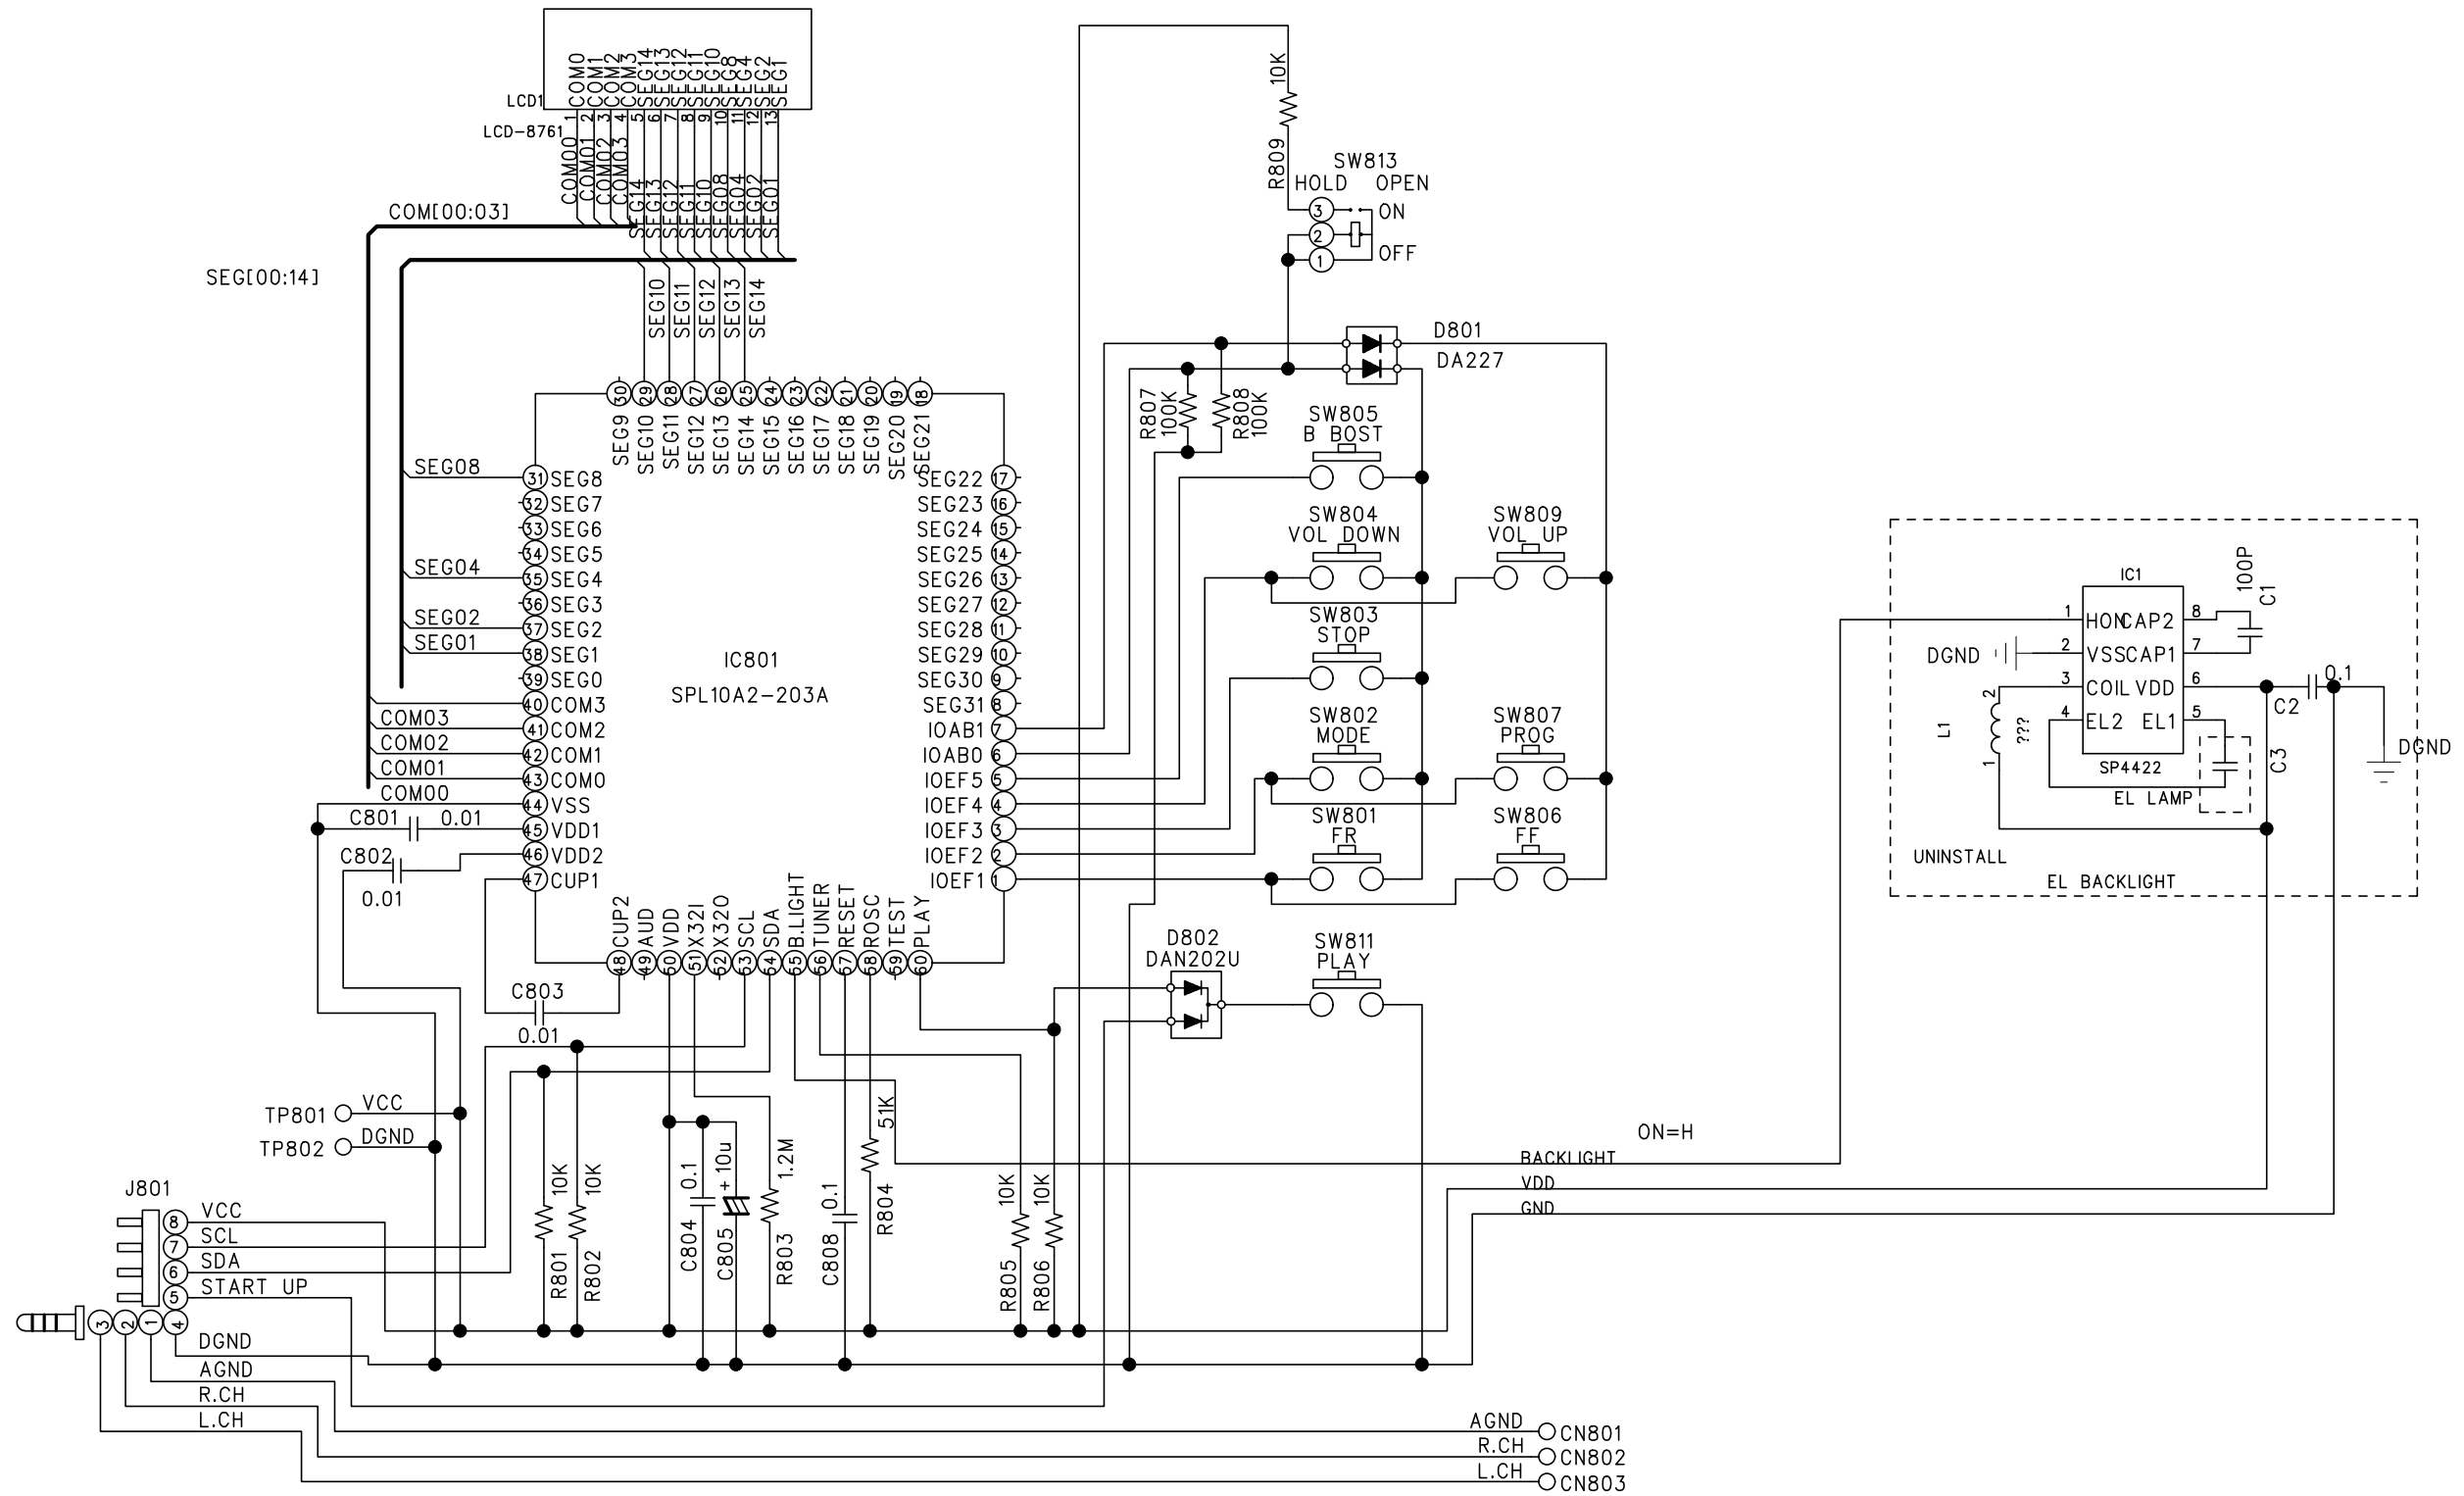 COM0 COM1 COM2 COM3 SEG14 SEG13 SEG12 SEG11 SEG10 SEG8 SEG4 SEG2 SEG1
LCD1
LCD-8761
1 2 3 4 5 6 7 8 9 10 11 12 13
COM00 COM01 COM02 COM03 SEG14 SEG13 SEG12 SEG11 SEG10 SEG08 SEG04 SEG02 SEG01
COM[00:03]
SEG[00:14]
SEG10 SEG11 SEG12 SEG13 SEG14
30 29 28 27 26 25 24 23 22 21 20 19 18
SEG9 SEG10 SEG11 SEG12 SEG13 SEG14 SEG15 SEG16 SEG17 SEG18 SEG19 SEG20 SEG21
SEG08 31 SEG8
32 SEG7
33 SEG6
34 SEG5
SEG04 35 SEG4
36 SEG3
SEG02 37 SEG2
SEG01 38 SEG1
39 SEG0
40 COM3
COM03 41 COM2
COM02 42 COM1
COM01 43 COM0
COM00 44 VSS
C801 0.01 45 VDD1
C802 0.01 46 VDD2
47 CUP1
IC801
SPL10A2-203A
SEG22 17
SEG23 16
SEG24 15
SEG25 14
SEG26 13
SEG27 12
SEG28 11
SEG29 10
SEG30 9
SEG31 8
IOAB1 7
IOAB0 6
IOEF5 5
IOEF4 4
IOEF3 3
IOEF2 2
IOEF1 1
CUP2 AUD VDD X32I X32O SCL SDA B.LIGHT TUNER RESET ROSC TEST PLAY
48 49 50 51 52 53 54 55 56 57 58 59 60
C803
0.01
TP801 VCC
TP802 DGND
10K R801
10K R802
0.1 C804
+ 10u C805
1.2M R803
0.1 C808
51K R804
10K R805
10K R806
10K
R809
SW813
HOLD OPEN
3 ON
2
1 OFF
D801
DA227
R807 100K
R808 100K
SW805
B BOST
SW804
VOL DOWN
SW809
VOL UP
SW803
STOP
SW802
MODE
SW807
PROG
SW801
FR
SW806
FF
D802
DAN202U
SW811
PLAY
IC1
1 HON CAP2 8
DGND 2 VSS CAP1 7
3 COIL VDD 6
4 EL2 EL1 5
SP4422
100P C1
0.1
C2
C3
DGND
2
L1 ???
1
EL LAMP
UNINSTALL
EL BACKLIGHT
ON=H
BACKLIGHT
VDD
GND
J801
8 VCC
7 SCL
6 SDA
5 START UP
3 2 1 4
DGND
AGND
R.CH
L.CH
AGND CN801
R.CH CN802
L.CH CN803